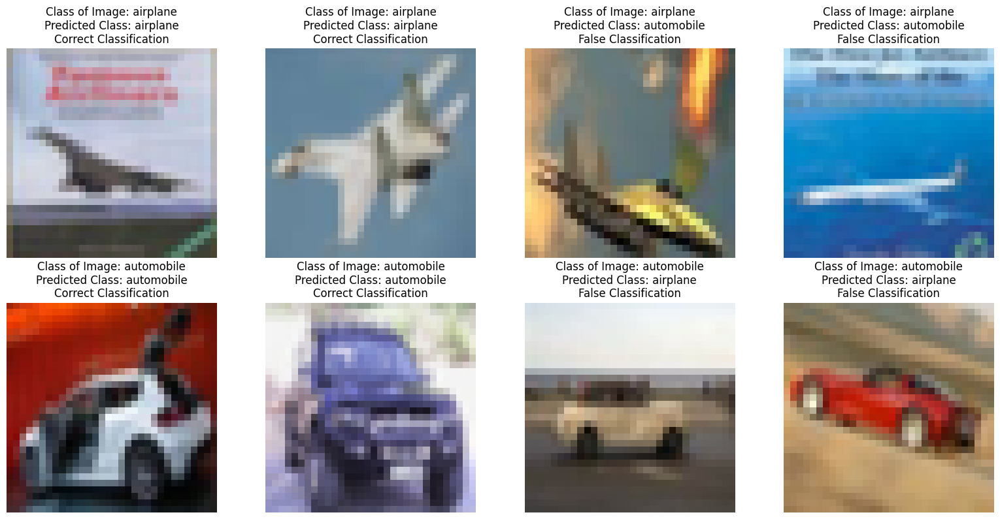 Class of Image: airplane
Predicted Class: airplane
Correct Classification
Class of Image: airplane
Predicted Class: airplane
Correct Classification
Class of Image: airplane
Predicted Class: automobile
False Classification
Class of Image: airplane
Predicted Class: automobile
False Classification
Class of Image: automobile
Predicted Class: automobile
Correct Classification
Class of Image: automobile
Predicted Class: automobile
Correct Classification
Class of Image: automobile
Predicted Class: airplane
False Classification
Class of Image: automobile
Predicted Class: airplane
False Classification